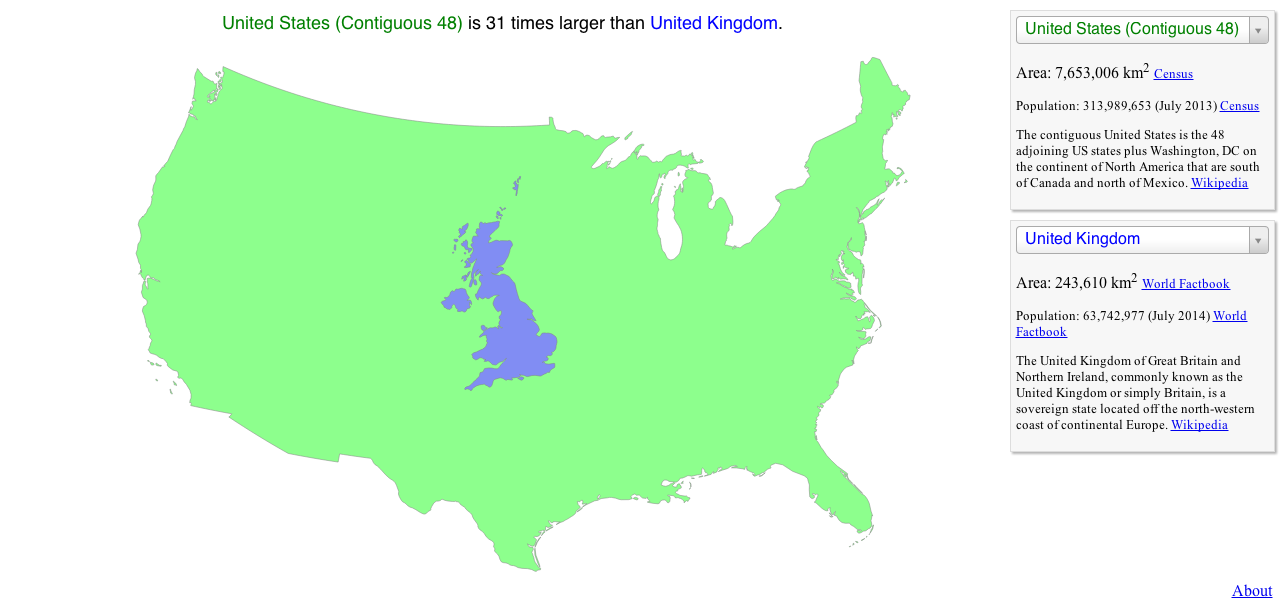 United States (Contiguous 48) is 31 times larger than United Kingdom.
United States (Contiguous 48)
Area: 7,653,006 km2 Census
Population: 313,989,653 (July 2013) Census
The contiguous United States is the 48
adjoining US states plus Washington, DC on
the continent of North America that are south
of Canada and north of Mexico. Wikipedia
United Kingdom
Area: 243,610 km2 World Factbook
Population: 63,742,977 (July 2014) World
Factbook
The United Kingdom of Great Britain and
Northern Ireland, commonly known as the
United Kingdom or simply Britain, is a
sovereign state located off the north-western
coast of continental Europe. Wikipedia
About